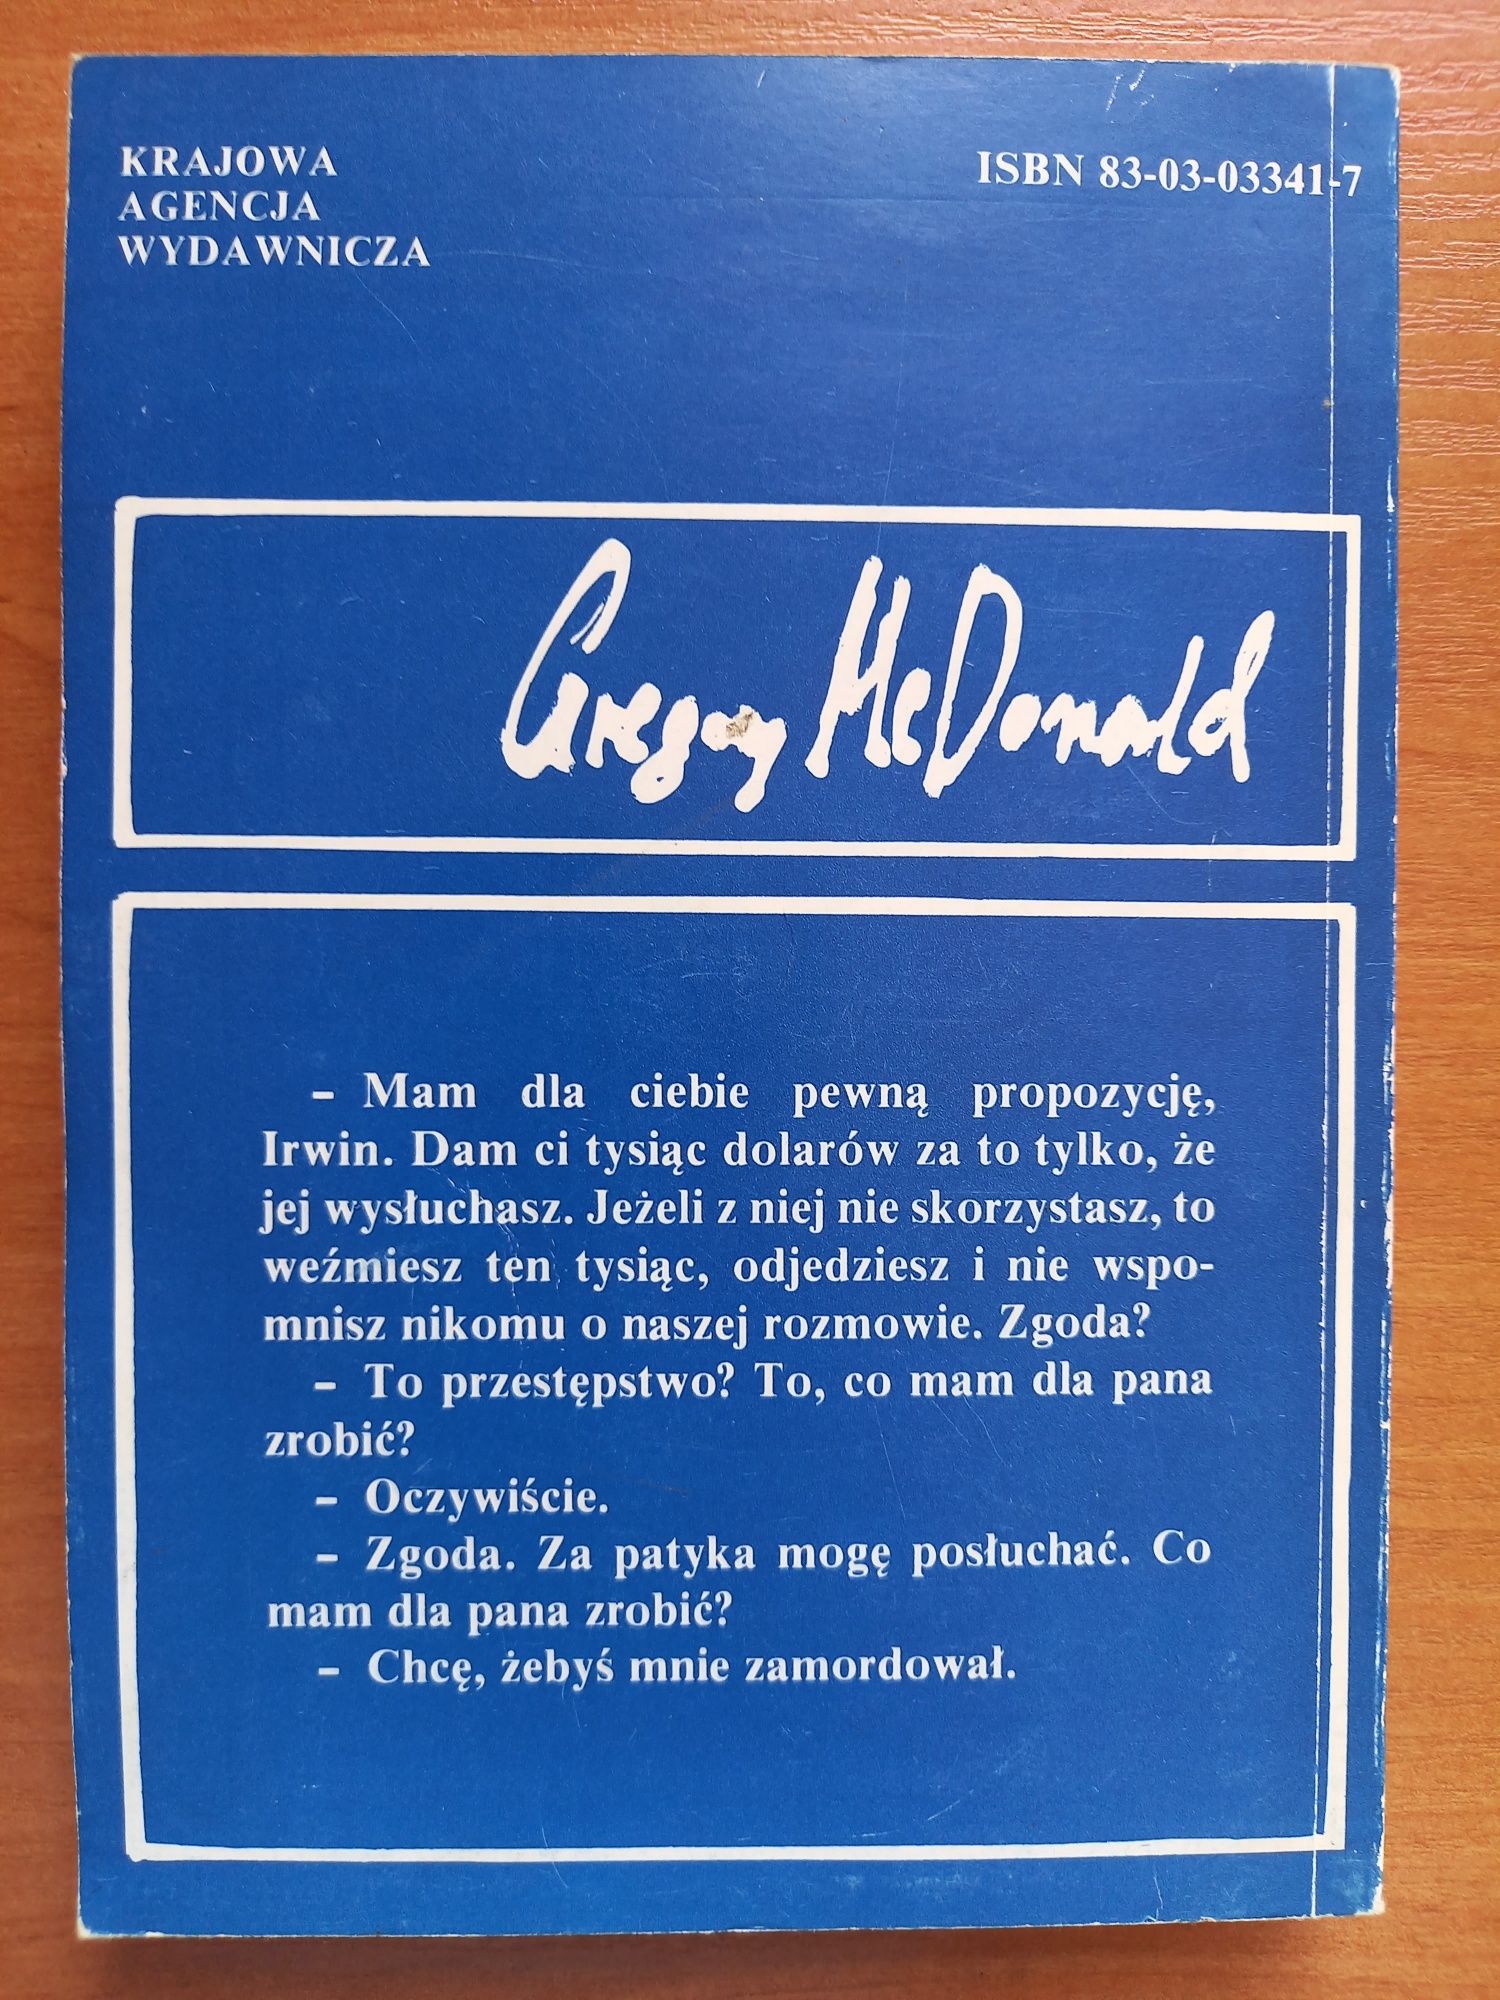 KRAJOWA
AGENCJA
WYDAWNICZA
ISBN 83-03-03341-7
Gregory McDonald
– Mam dla ciebie pewną propozycję,
Irwin. Dam ci tysiąc dolarów za to tylko, że
jej wysłuchasz. Jeżeli z niej nie skorzystasz, to
weźmiesz ten tysiąc, odjedziesz i nie wspo-
mnisz nikomu o naszej rozmowie. Zgoda?
– To przestępstwo? To, co mam dla pana
zrobić?
– Oczywiście.
– Zgoda. Za patyka mogę posłuchać. Co
mam dla pana zrobić?
– Chcę, żebyś mnie zamordował.